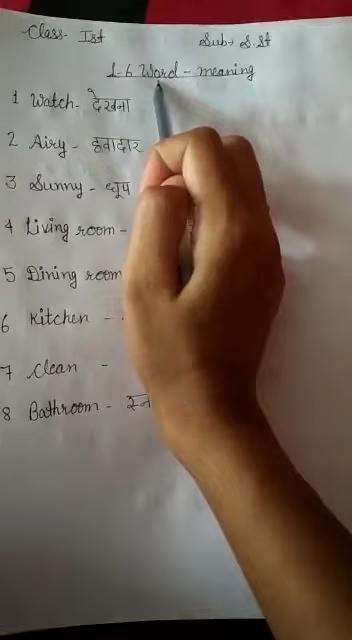 Class- Ist
Sub→ S.St
L-6 Word - meaning
1 Watch- देखना
2 Airy - हवादार
3 Sunny - धूप
4 Living room -
5 Dining room
6 Kitchen -
7 Clean -
8 Bathroom - स्न